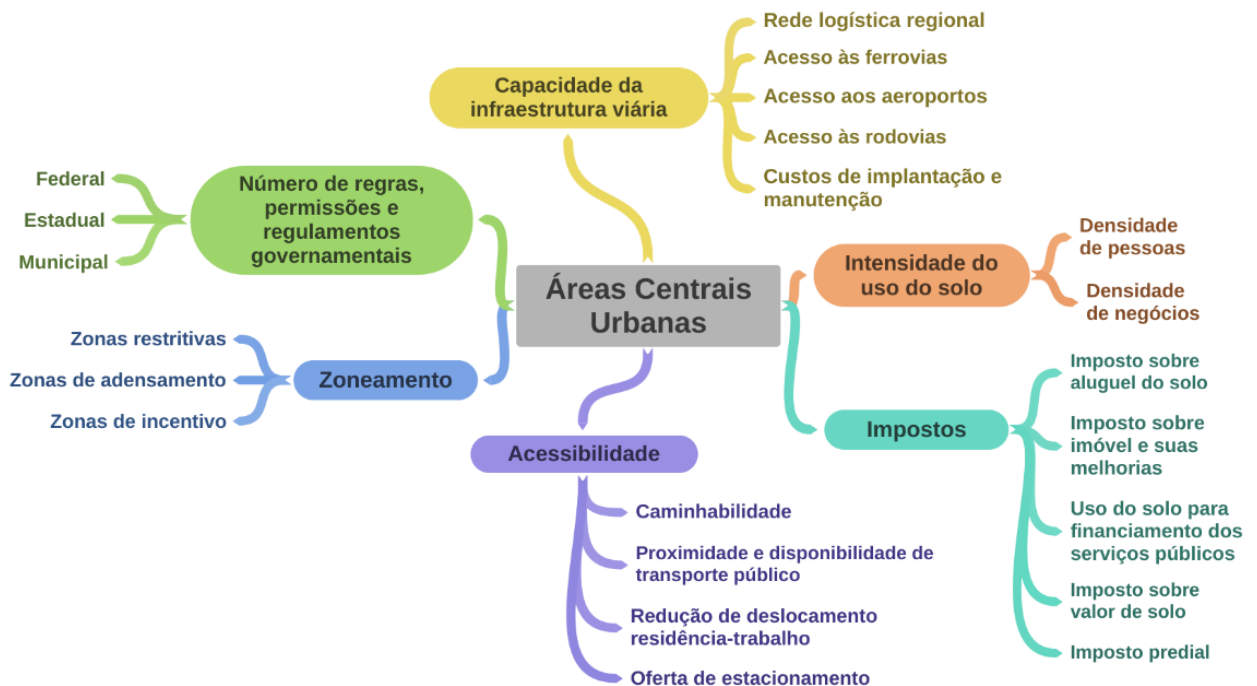 Áreas Centrais
Urbanas
Capacidade da
infraestrutura viária
Rede logística regional
Acesso às ferrovias
Acesso aos aeroportos
Acesso às rodovias
Custos de implantação e
manutenção
Número de regras,
permissões e
regulamentos
governamentais
Federal
Estadual
Municipal
Zoneamento
Zonas restritivas
Zonas de adensamento
Zonas de incentivo
Intensidade do
uso do solo
Densidade
de pessoas
Densidade
de negócios
Impostos
Imposto sobre
aluguel do solo
Imposto sobre
imóvel e suas
melhorias
Uso do solo para
financiamento dos
serviços públicos
Imposto sobre
valor de solo
Imposto predial
Acessibilidade
Caminhabilidade
Proximidade e disponibilidade de
transporte público
Redução de deslocamento
residência-trabalho
Oferta de estacionamento